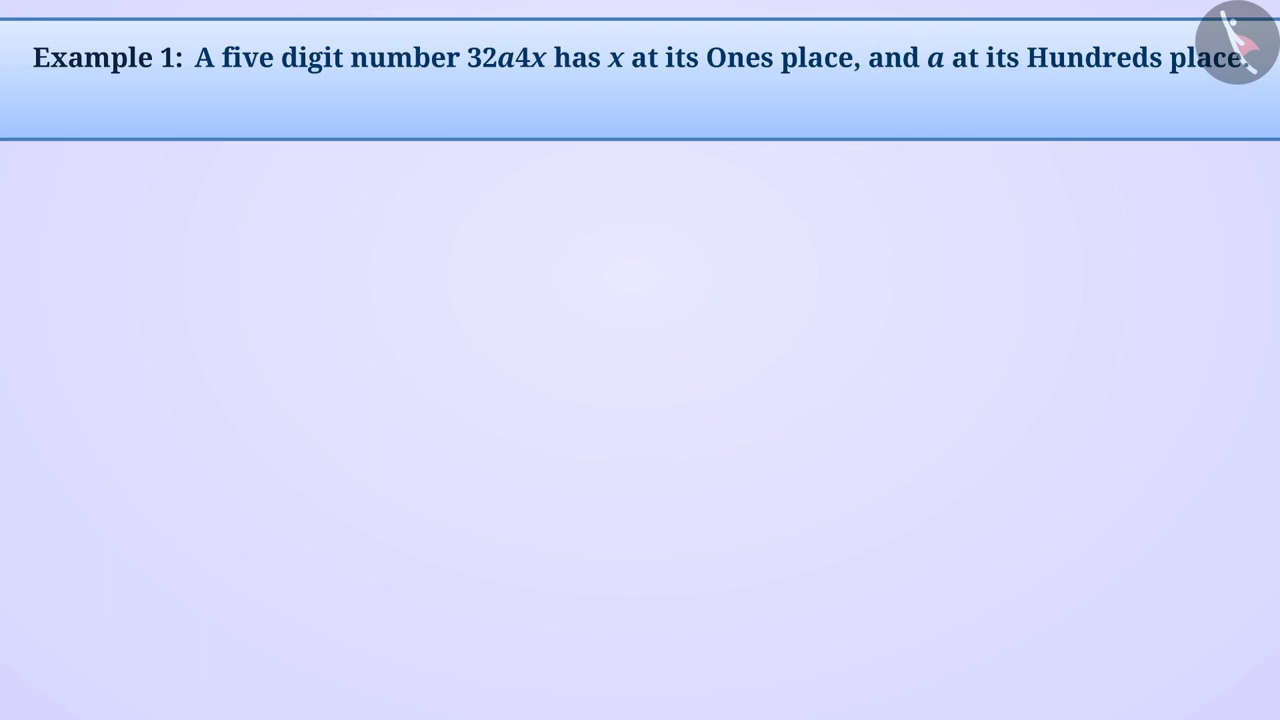 Example 1: A five digit number 32a4x has x at its Ones place, and a at its Hundreds place.